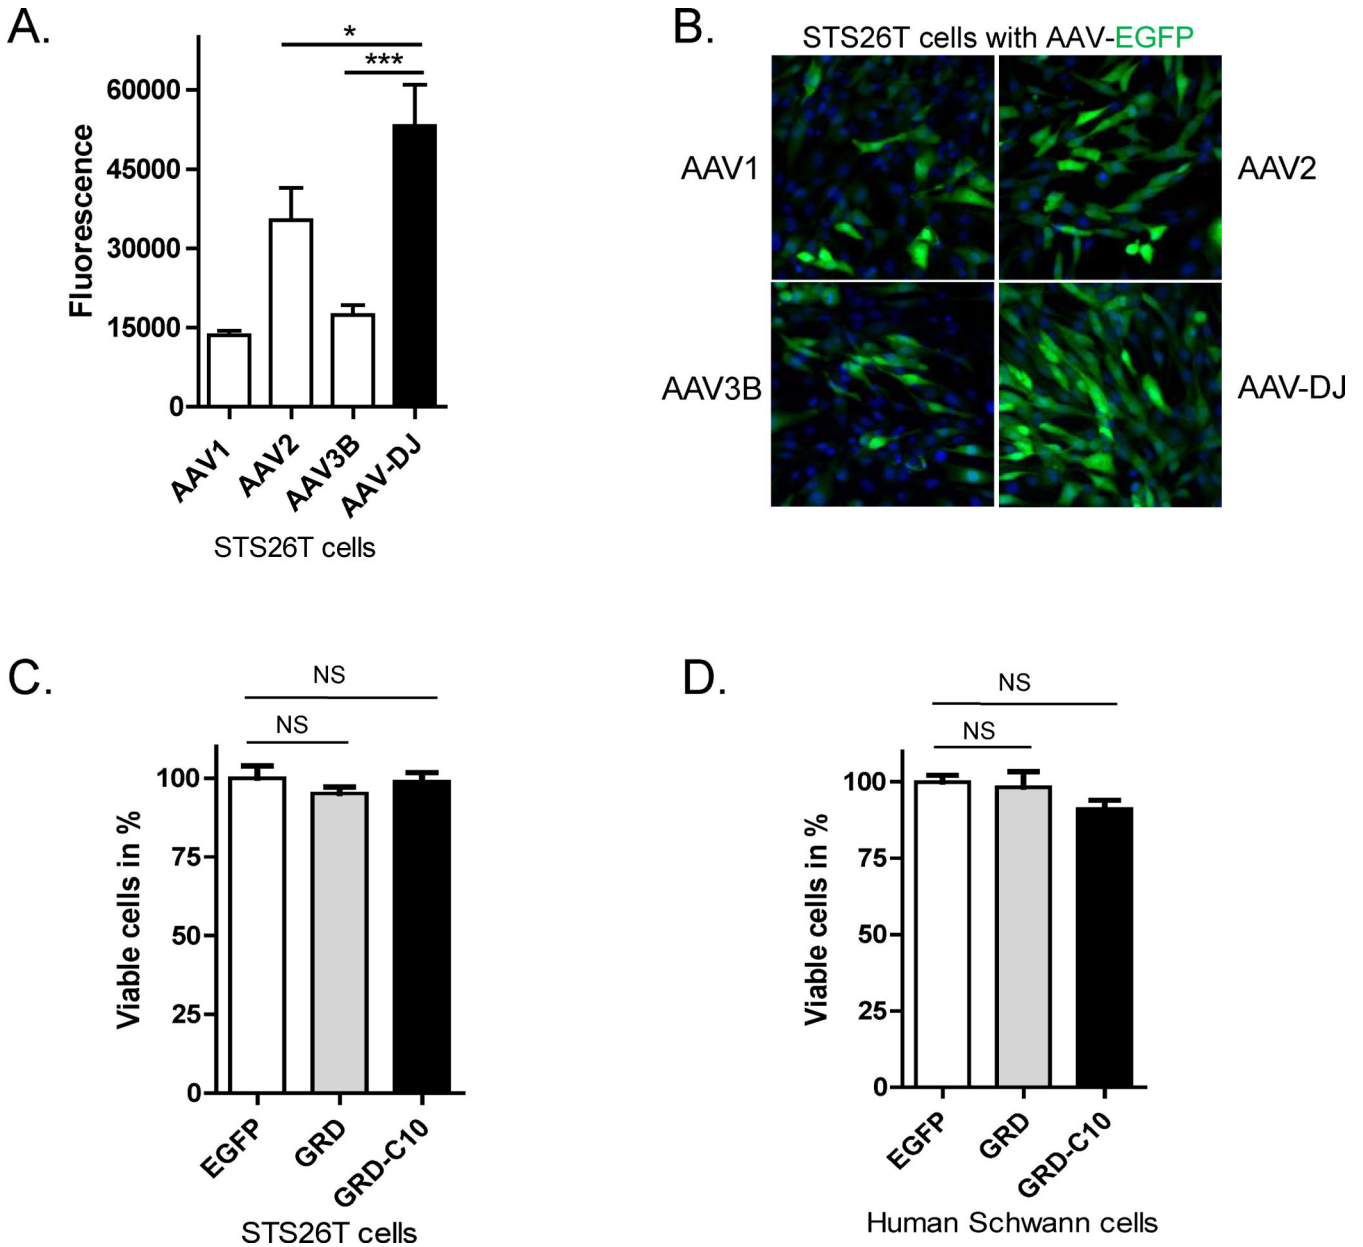 A.
*
***
60000
45000
30000
15000
0
Fluorescence
AAV1
AAV2
AAV3B
AAV-DJ
STS26T cells
B.
STS26T cells with AAV-EGFP
AAV1
AAV2
AAV3B
AAV-DJ
C.
NS
NS
100
75
50
25
0
Viable cells in %
EGFP
GRD
GRD-C10
STS26T cells
D.
NS
NS
100
75
50
25
0
Viable cells in %
EGFP
GRD
GRD-C10
Human Schwann cells